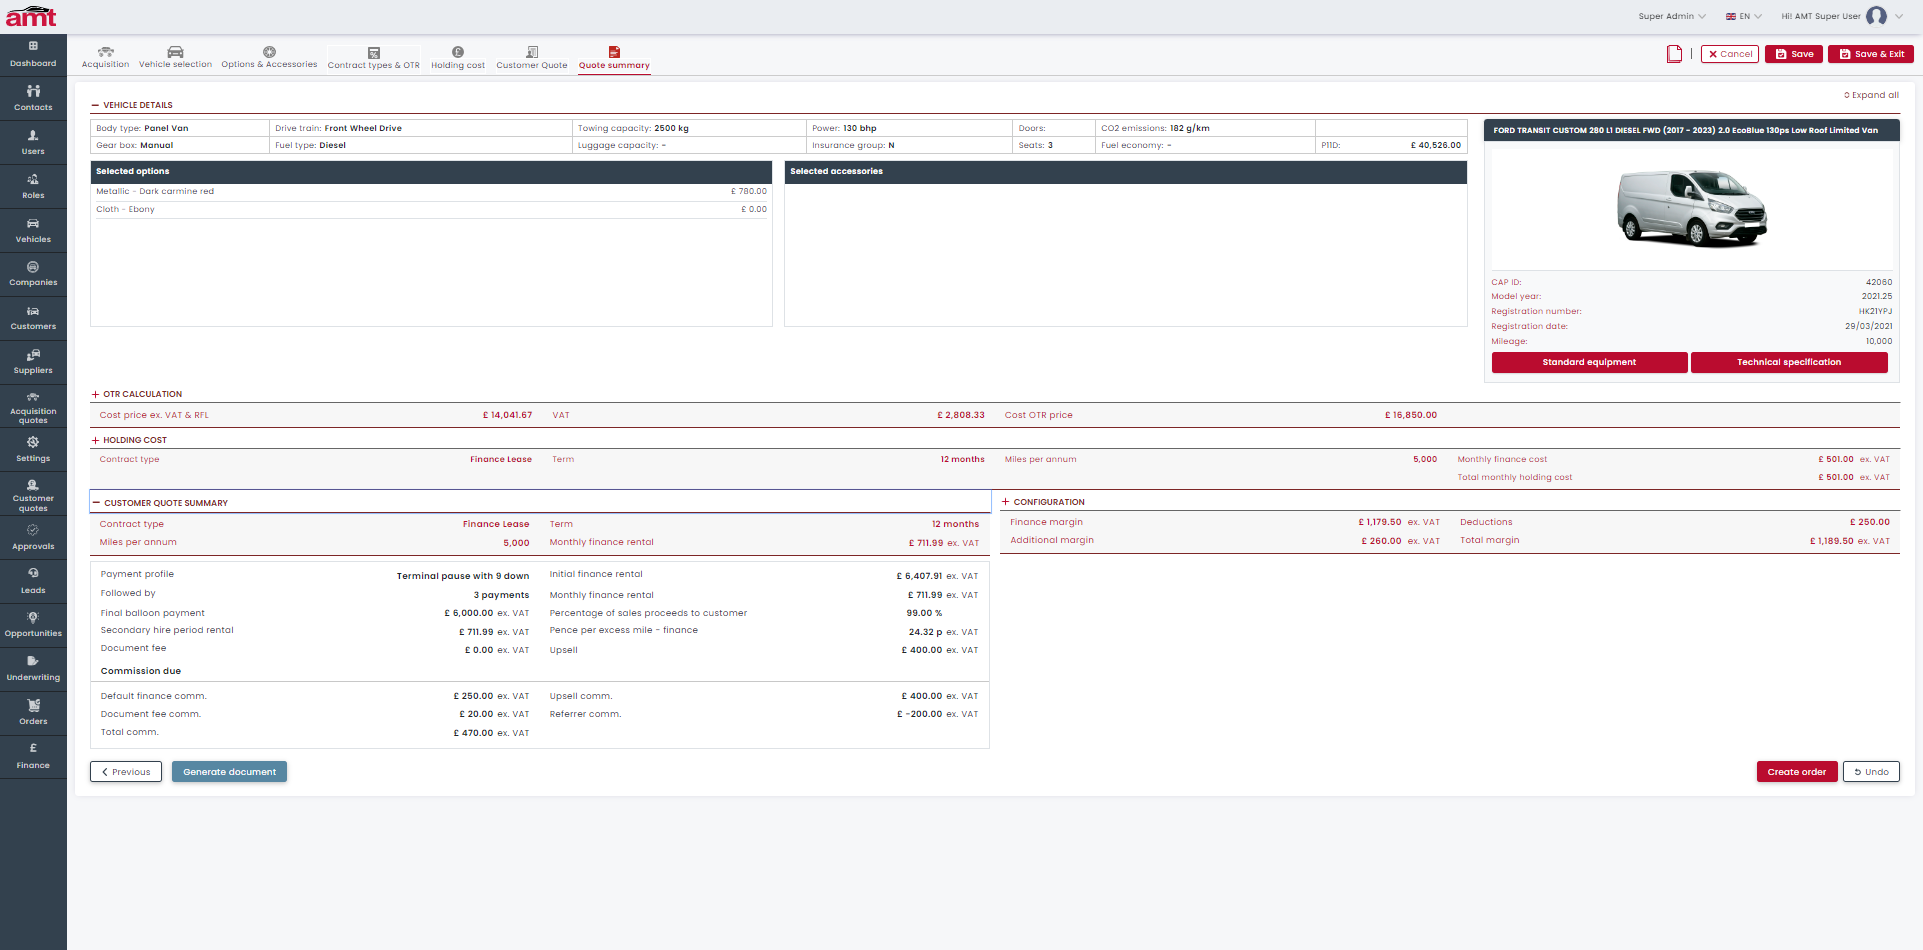 amt
Super Admin
EN
Hi! AMT Super User
Dashboard
Contacts
Users
Roles
Vehicles
Companies
Customers
Suppliers
Acquisition
quotes
Settings
Customer
quotes
Approvals
Leads
Opportunities
Underwriting
Orders
Finance
Acquisition
Vehicle selection
Options & Accessories
Contract types & OTR
Holding cost
Customer Quote
Quote summary
Cancel
Save
Save & Exit
Expand all
VEHICLE DETAILS
Body type: Panel Van
Drive train: Front Wheel Drive
Towing capacity: 2500 kg
Power: 130 bhp
Doors:
CO2 emissions: 182 g/km
Gear box: Manual
Fuel type: Diesel
Luggage capacity: -
Insurance group: N
Seats: 3
Fuel economy: -
P11D: £ 40,526.00
Selected options
Metallic - Dark carmine red £ 780.00
Cloth - Ebony £ 0.00
Selected accessories
FORD TRANSIT CUSTOM 280 L1 DIESEL FWD (2017 - 2023) 2.0 EcoBlue 130ps Low Roof Limited Van
CAP ID: 42060
Model year: 2021.25
Registration number: HK21YPJ
Registration date: 29/03/2021
Mileage: 10,000
Standard equipment
Technical specification
OTR CALCULATION
Cost price ex. VAT & RFL £ 14,041.67 VAT £ 2,808.33 Cost OTR price £ 16,850.00
HOLDING COST
Contract type Finance Lease Term 12 months Miles per annum 5,000 Monthly finance cost £ 501.00 ex. VAT
Total monthly holding cost £ 501.00 ex. VAT
CUSTOMER QUOTE SUMMARY
Contract type Finance Lease Term 12 months
Miles per annum 5,000 Monthly finance rental £ 711.99 ex. VAT
Payment profile Terminal pause with 9 down Initial finance rental £ 6,407.91 ex. VAT
Followed by 3 payments Monthly finance rental £ 711.99 ex. VAT
Final balloon payment £ 6,000.00 ex. VAT Percentage of sales proceeds to customer 99.00 %
Secondary hire period rental £ 711.99 ex. VAT Pence per excess mile - finance 24.32 p ex. VAT
Document fee £ 0.00 ex. VAT Upsell £ 400.00 ex. VAT
Commission due
Default finance comm. £ 250.00 ex. VAT Upsell comm. £ 400.00 ex. VAT
Document fee comm. £ 20.00 ex. VAT Referrer comm. £ -200.00 ex. VAT
Total comm. £ 470.00 ex. VAT
CONFIGURATION
Finance margin £ 1,179.50 ex. VAT Deductions £ 250.00
Additional margin £ 260.00 ex. VAT Total margin £ 1,189.50 ex. VAT
Previous
Generate document
Create order
Undo